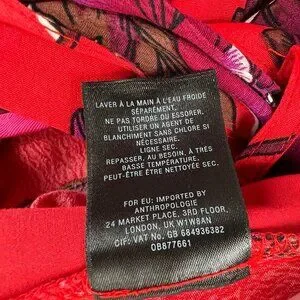 LAVER À LA MAIN À L'EAU FROIDE
SÉPARÉMENT.
NE PAS TORDRE OU ESSORER.
UTILISER UN AGENT DE
BLANCHIMENT SANS CHLORE SI
NÉCESSAIRE.
LIGNE SEC.
REPASSER, AU BESOIN, À TRÈS
BASSE TEMPÉRATURE.
PEUT-ÊTRE ÊTRE NETTOYÉE SEC.
FOR EU: IMPORTED BY
ANTHROPOLOGIE
24 MARKET PLACE, 3RD FLOOR,
LONDON, UK W1W8AN
CIF: VAT No. GB 684936382
OB877661